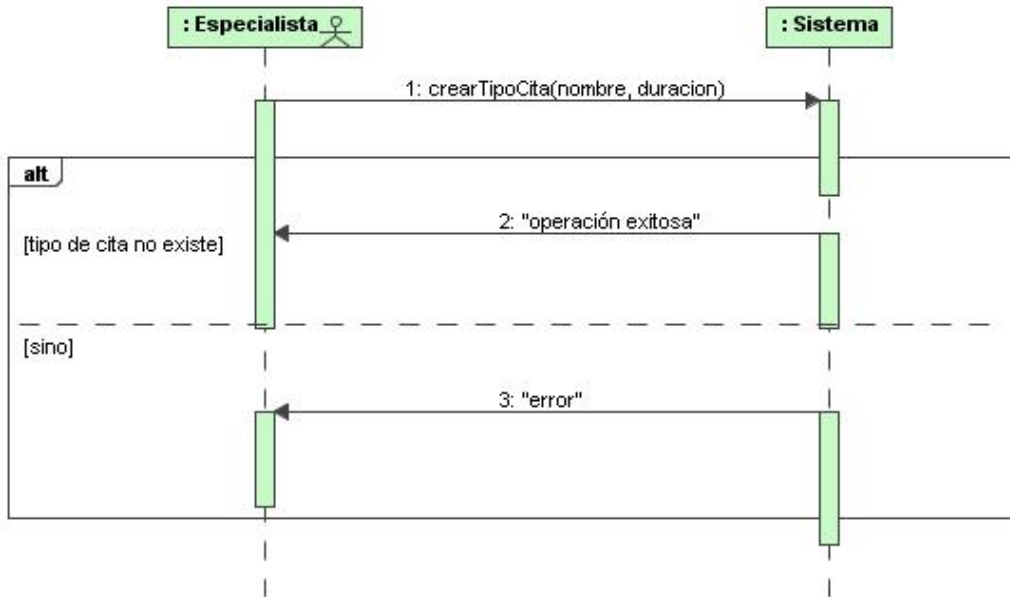 : Especialista
: Sistema
1: crearTipoCita(nombre, duracion)
alt
2: "operación exitosa"
[tipo de cita no existe]
[sino]
3: "error"